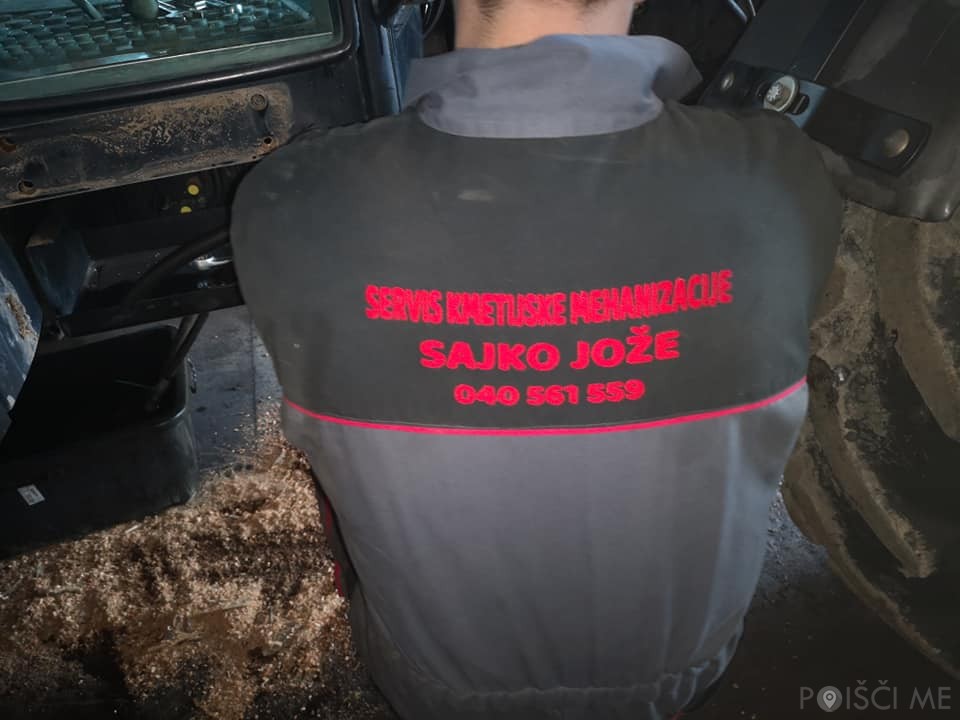 SERVIS KMETIJSKE MEHANIZACIJE
SAJKO JOŽE
040 561 559
POIŠČI ME